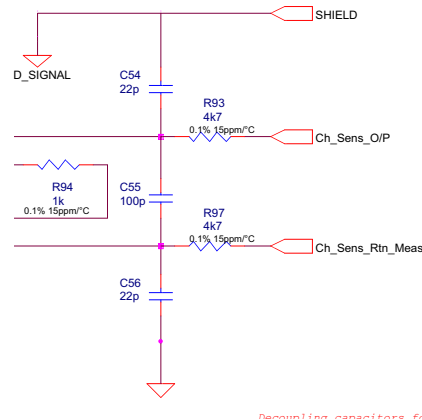 SHIELD
D_SIGNAL
C54
22p
R93
4k7
0.1% 15ppm/°C
Ch_Sens_O/P
R94
1k
0.1% 15ppm/°C
C55
100p
R97
4k7
0.1% 15ppm/°C
Ch_Sens_Rtn_Meas
C56
22p
Decoupling capacitors fo